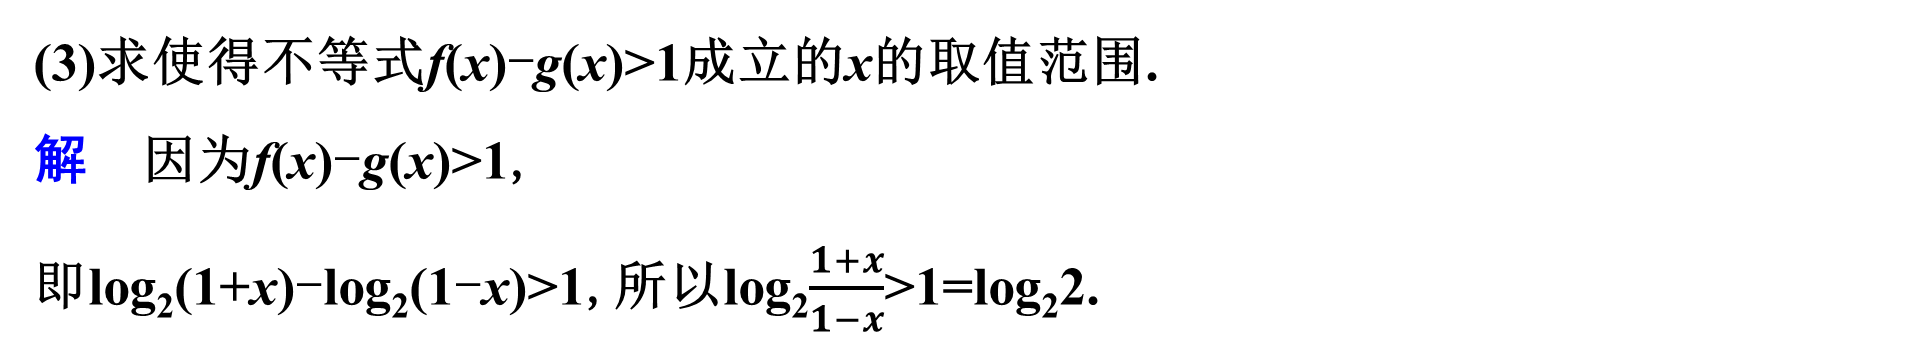 (3)求使得不等式f(x)-g(x)>1成立的x的取值范围.
解 因为f(x)-g(x)>1,
即log₂(1+x)-log₂(1-x)>1, 所以log₂\frac{1+x}{1-x}>1=log₂2.